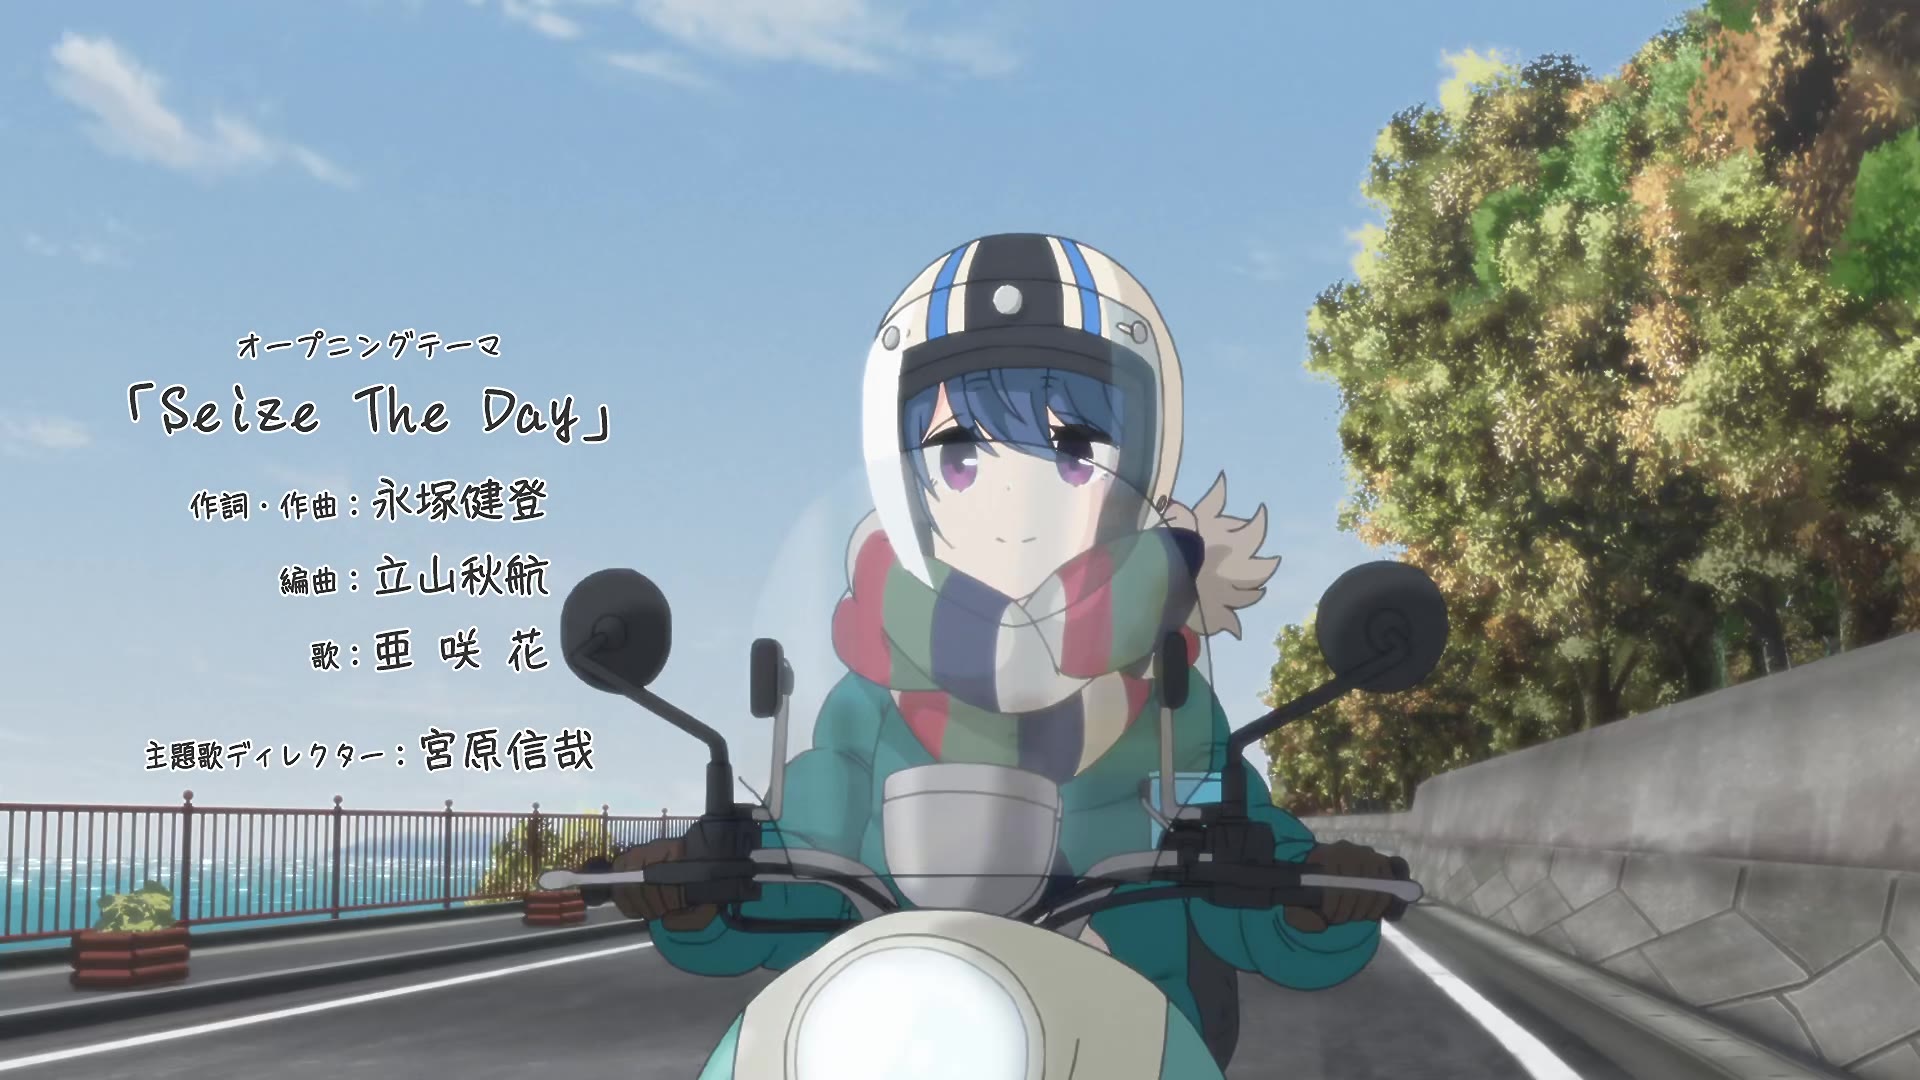 オープニングテーマ
「Seize The Day」
作詞・作曲：永塚健登
編曲：立山秋航
歌：亜咲花
主題歌ディレクター：宮原信哉